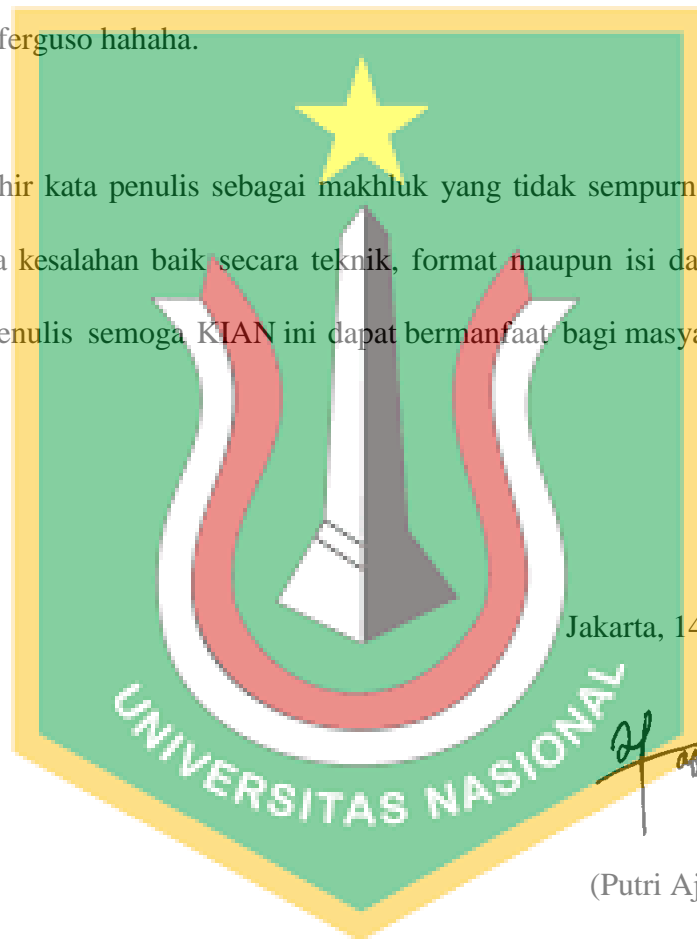 ferguso hahaha.
hir kata penulis sebagai makhluk yang tidak sempurn
a kesalahan baik secara teknik, format maupun isi da
penulis semoga KIAN ini dapat bermanfaat bagi masya
Jakarta, 14
UNIVERSITAS NASIONAL
(Putri Aj